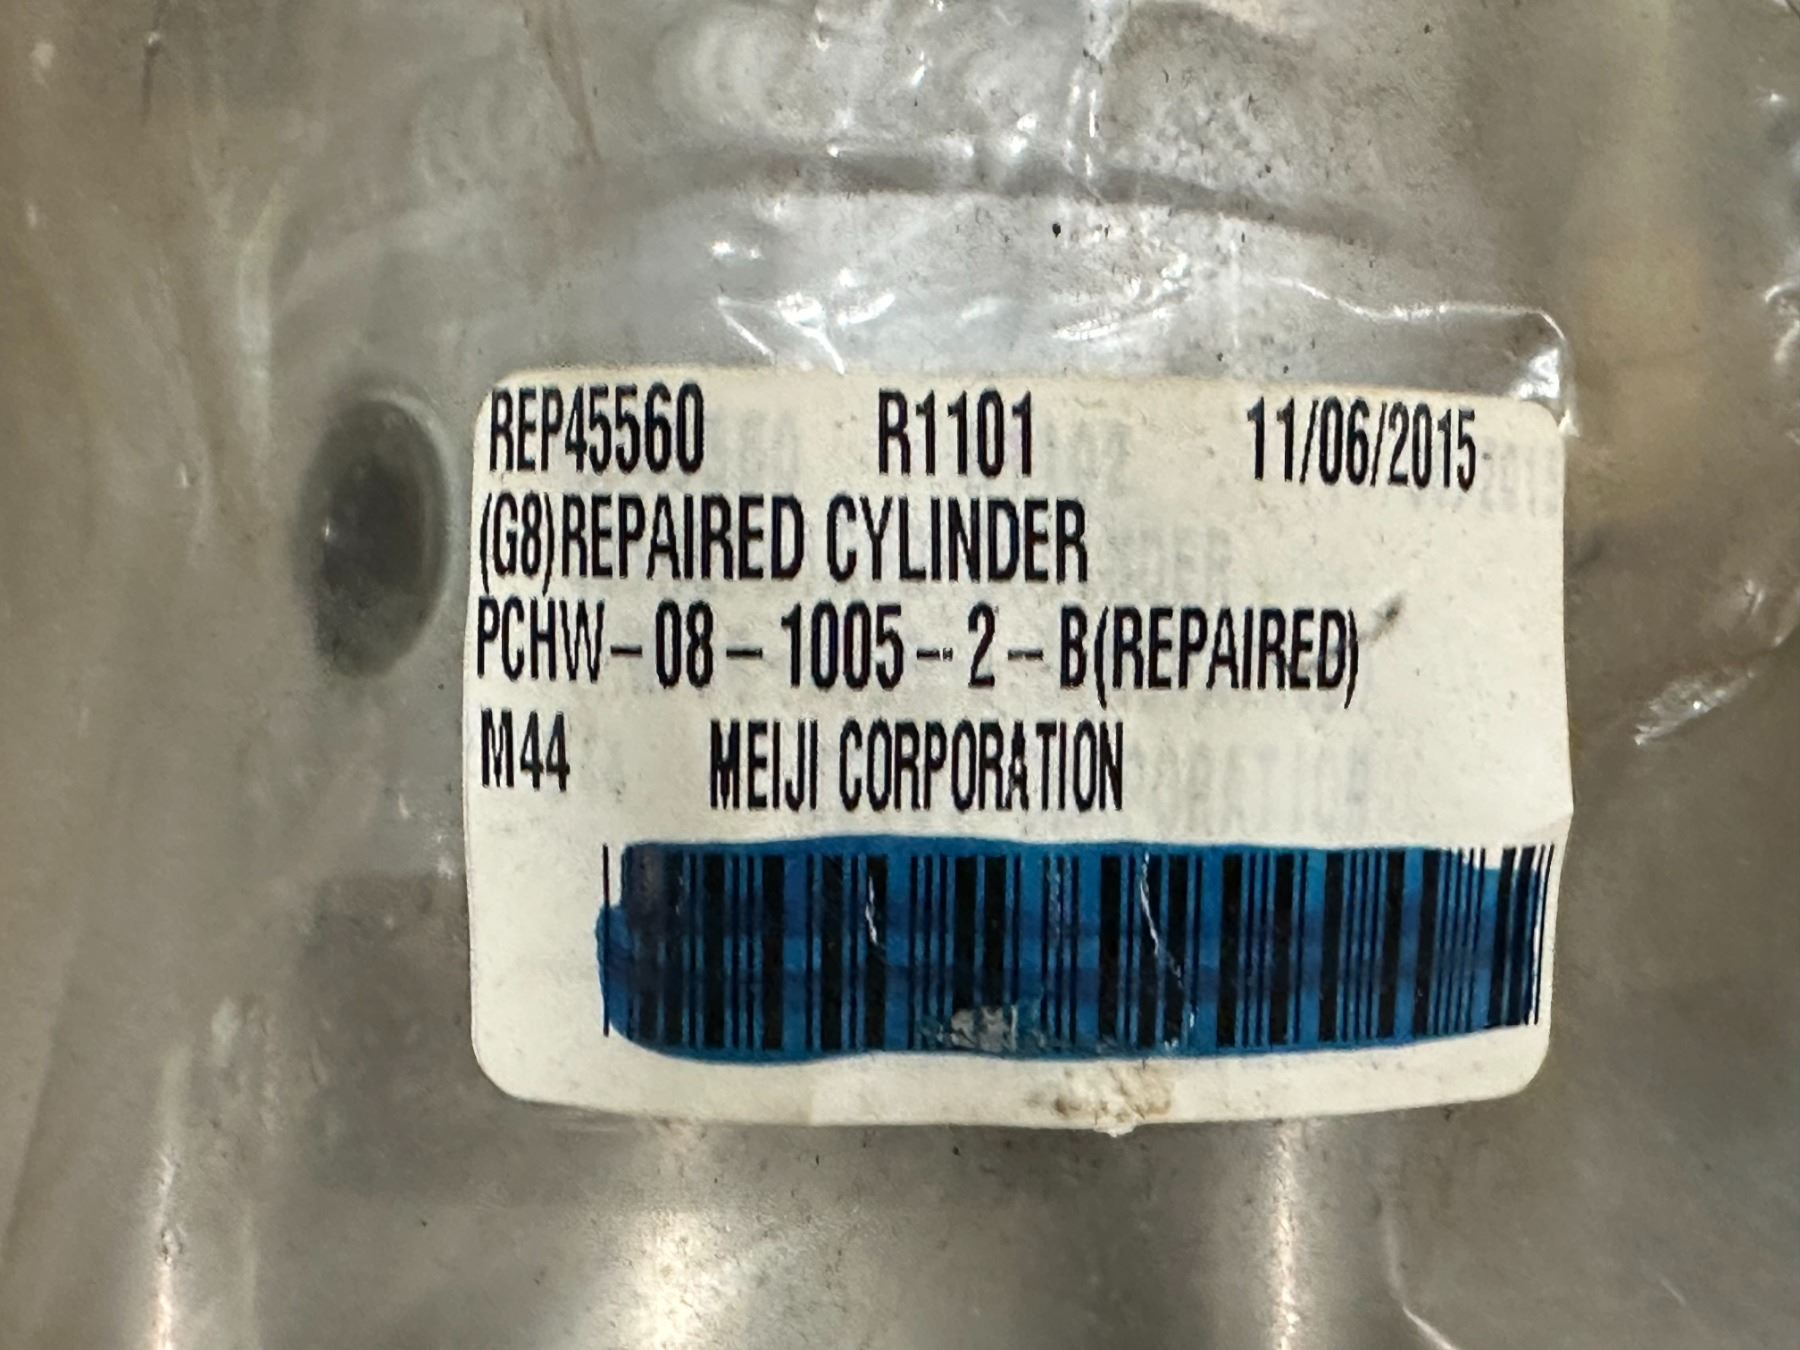 REP45560 R1101 11/06/2015
(G8)REPAIRED CYLINDER
PCHW-08-1005-2-B(REPAIRED)
M44 MEIJI CORPORATION